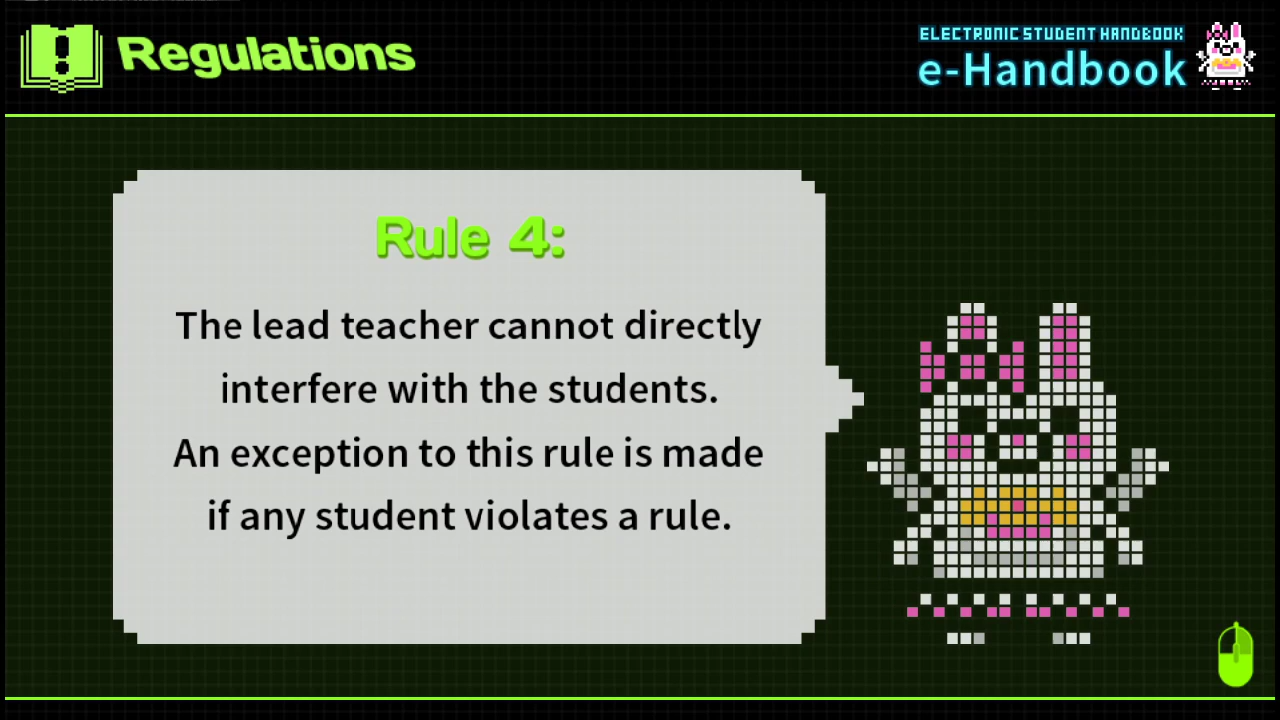 Regulations
ELECTRONIC STUDENT HANDBOOK
e-Handbook
Rule 4:
The lead teacher cannot directly
interfere with the students.
An exception to this rule is made
if any student violates a rule.